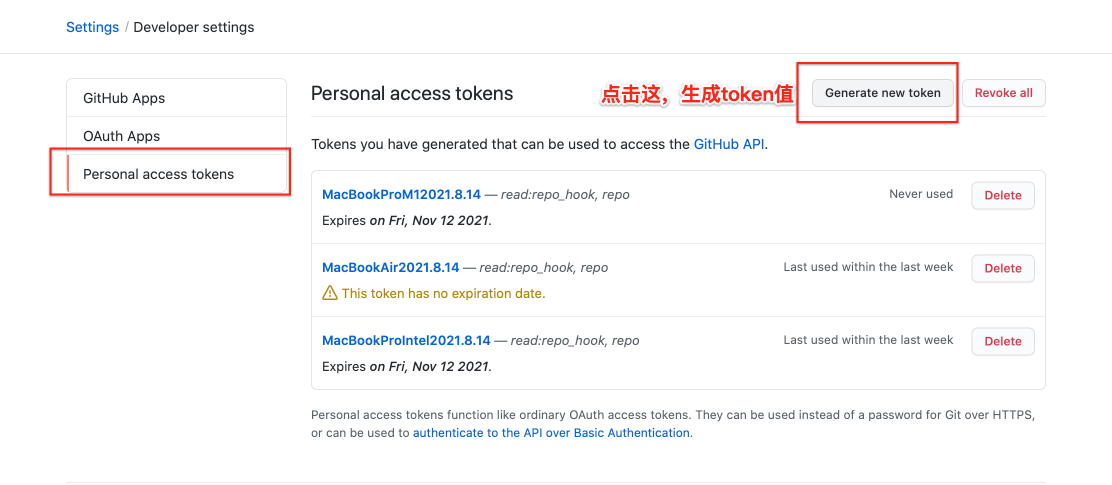 Settings / Developer settings
GitHub Apps
OAuth Apps
Personal access tokens
Personal access tokens
点击这，生成token值
Generate new token
Revoke all
Tokens you have generated that can be used to access the GitHub API.
MacBookProM12021.8.14 — read:repo_hook, repo
Never used
Delete
Expires on Fri, Nov 12 2021.
MacBookAir2021.8.14 — read:repo_hook, repo
Last used within the last week
Delete
This token has no expiration date.
MacBookProIntel2021.8.14 — read:repo_hook, repo
Last used within the last week
Delete
Expires on Fri, Nov 12 2021.
Personal access tokens function like ordinary OAuth access tokens. They can be used instead of a password for Git over HTTPS,
or can be used to authenticate to the API over Basic Authentication.